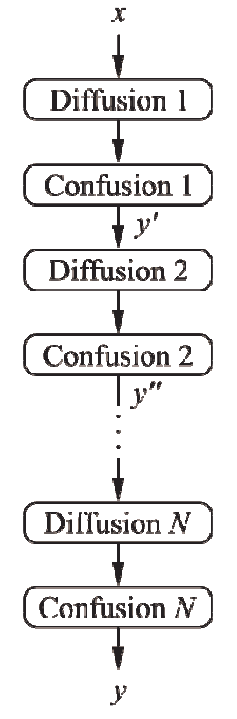 x
Diffusion 1
Confusion 1
y'
Diffusion 2
Confusion 2
y"
Diffusion N
Confusion N
y